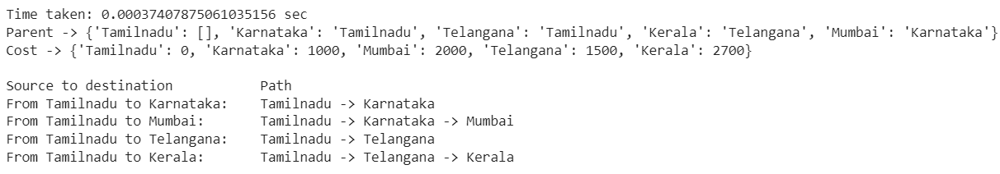 Time taken: 0.00037407875061035156 sec
Parent -> {'Tamilnadu': [], 'Karnataka': 'Tamilnadu', 'Telangana': 'Tamilnadu', 'Kerala': 'Telangana', 'Mumbai': 'Karnataka'}
Cost -> {'Tamilnadu': 0, 'Karnataka': 1000, 'Mumbai': 2000, 'Telangana': 1500, 'Kerala': 2700}

Source to destination          Path
From Tamilnadu to Karnataka:    Tamilnadu -> Karnataka
From Tamilnadu to Mumbai:       Tamilnadu -> Karnataka -> Mumbai
From Tamilnadu to Telangana:    Tamilnadu -> Telangana
From Tamilnadu to Kerala:       Tamilnadu -> Telangana -> Kerala